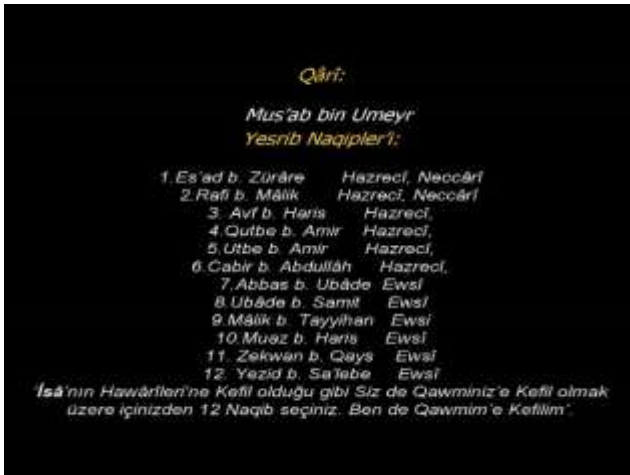 Qârî:
Mus'ab bin Umeyr
Yesrib Naqipler'i:
1.Es'ad b. Zürâre Hazrecî, Neccârî
2.Rafi b. Mâlik Hazrecî, Neccârî
3. Avf b. Haris Hazrecî,
4.Qutbe b. Amir Hazrecî,
5.Utbe b. Amir Hazrecî,
6.Cabir b. Abdullâh Hazrecî,
7.Abbas b. Ubâde Ewsî
8.Ubâde b. Samit Ewsî
9.Mâlik b. Tayyihan Ewsî
10.Muaz b. Haris Ewsî
11. Zekwan b. Qays Ewsî
12. Yezid b. Sa'lebe Ewsî
'İsâ'nın Hawârîleri'ne Kefil olduğu gibi Siz de Qawminiz'e Kefil olmak
üzere içinizden 12 Naqib seçiniz. Ben de Qawmim'e Kefilim'.